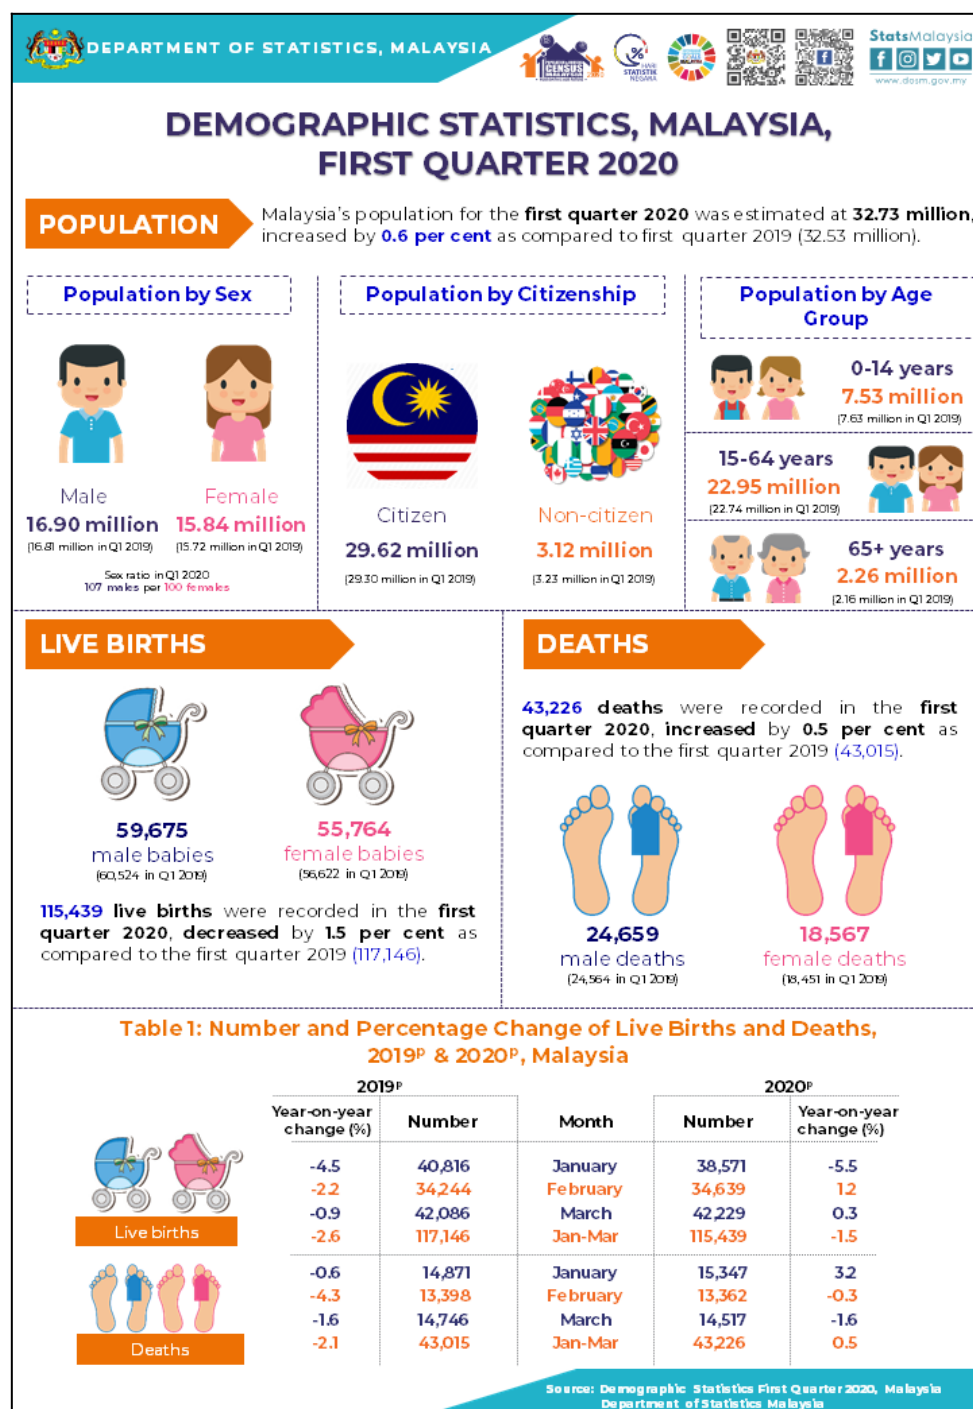 DEPARTMENT OF STATISTICS, MALAYSIA
CENSUS
HARI
STATISTIK
NEGARA
StatsMalaysia
www.dosm.gov.my
DEMOGRAPHIC STATISTICS, MALAYSIA,
FIRST QUARTER 2020
POPULATION
Malaysia's population for the first quarter 2020 was estimated at 32.73 million,
increased by 0.6 per cent as compared to first quarter 2019 (32.53 million).
Population by Sex
Male
16.90 million
(16.81 million in Q1 2019)
Female
15.84 million
(15.72 million in Q1 2019)
Sex ratio in Q1 2020
107 males per 100 females
Population by Citizenship
Citizen
29.62 million
(29.30 million in Q1 2019)
Non-citizen
3.12 million
(3.23 million in Q1 2019)
Population by Age
Group
0-14 years
7.53 million
(7.63 million in Q1 2019)
15-64 years
22.95 million
(22.74 million in Q1 2019)
65+ years
2.26 million
(2.16 million in Q1 2019)
LIVE BIRTHS
59,675
male babies
(60,524 in Q1 2019)
55,764
female babies
(56,622 in Q1 2019)
115,439 live births were recorded in the first
quarter 2020, decreased by 1.5 per cent as
compared to the first quarter 2019 (117,146).
DEATHS
43,226 deaths were recorded in the first
quarter 2020, increased by 0.5 per cent as
compared to the first quarter 2019 (43,015).
24,659
male deaths
(24,564 in Q1 2019)
18,567
female deaths
(18,451 in Q1 2019)
Table 1: Number and Percentage Change of Live Births and Deaths,
2019ᵖ & 2020ᵖ, Malaysia
2019ᵖ 2020ᵖ
Year-on-year change (%) Number Month Number Year-on-year change (%)
Live births
-4.5 40,816 January 38,571 -5.5
-2.2 34,244 February 34,639 1.2
-0.9 42,086 March 42,229 0.3
-2.6 117,146 Jan-Mar 115,439 -1.5
Deaths
-0.6 14,871 January 15,347 3.2
-4.3 13,398 February 13,362 -0.3
-1.6 14,746 March 14,517 -1.6
-2.1 43,015 Jan-Mar 43,226 0.5
Source: Demographic Statistics First Quarter 2020, Malaysia
Department of Statistics Malaysia